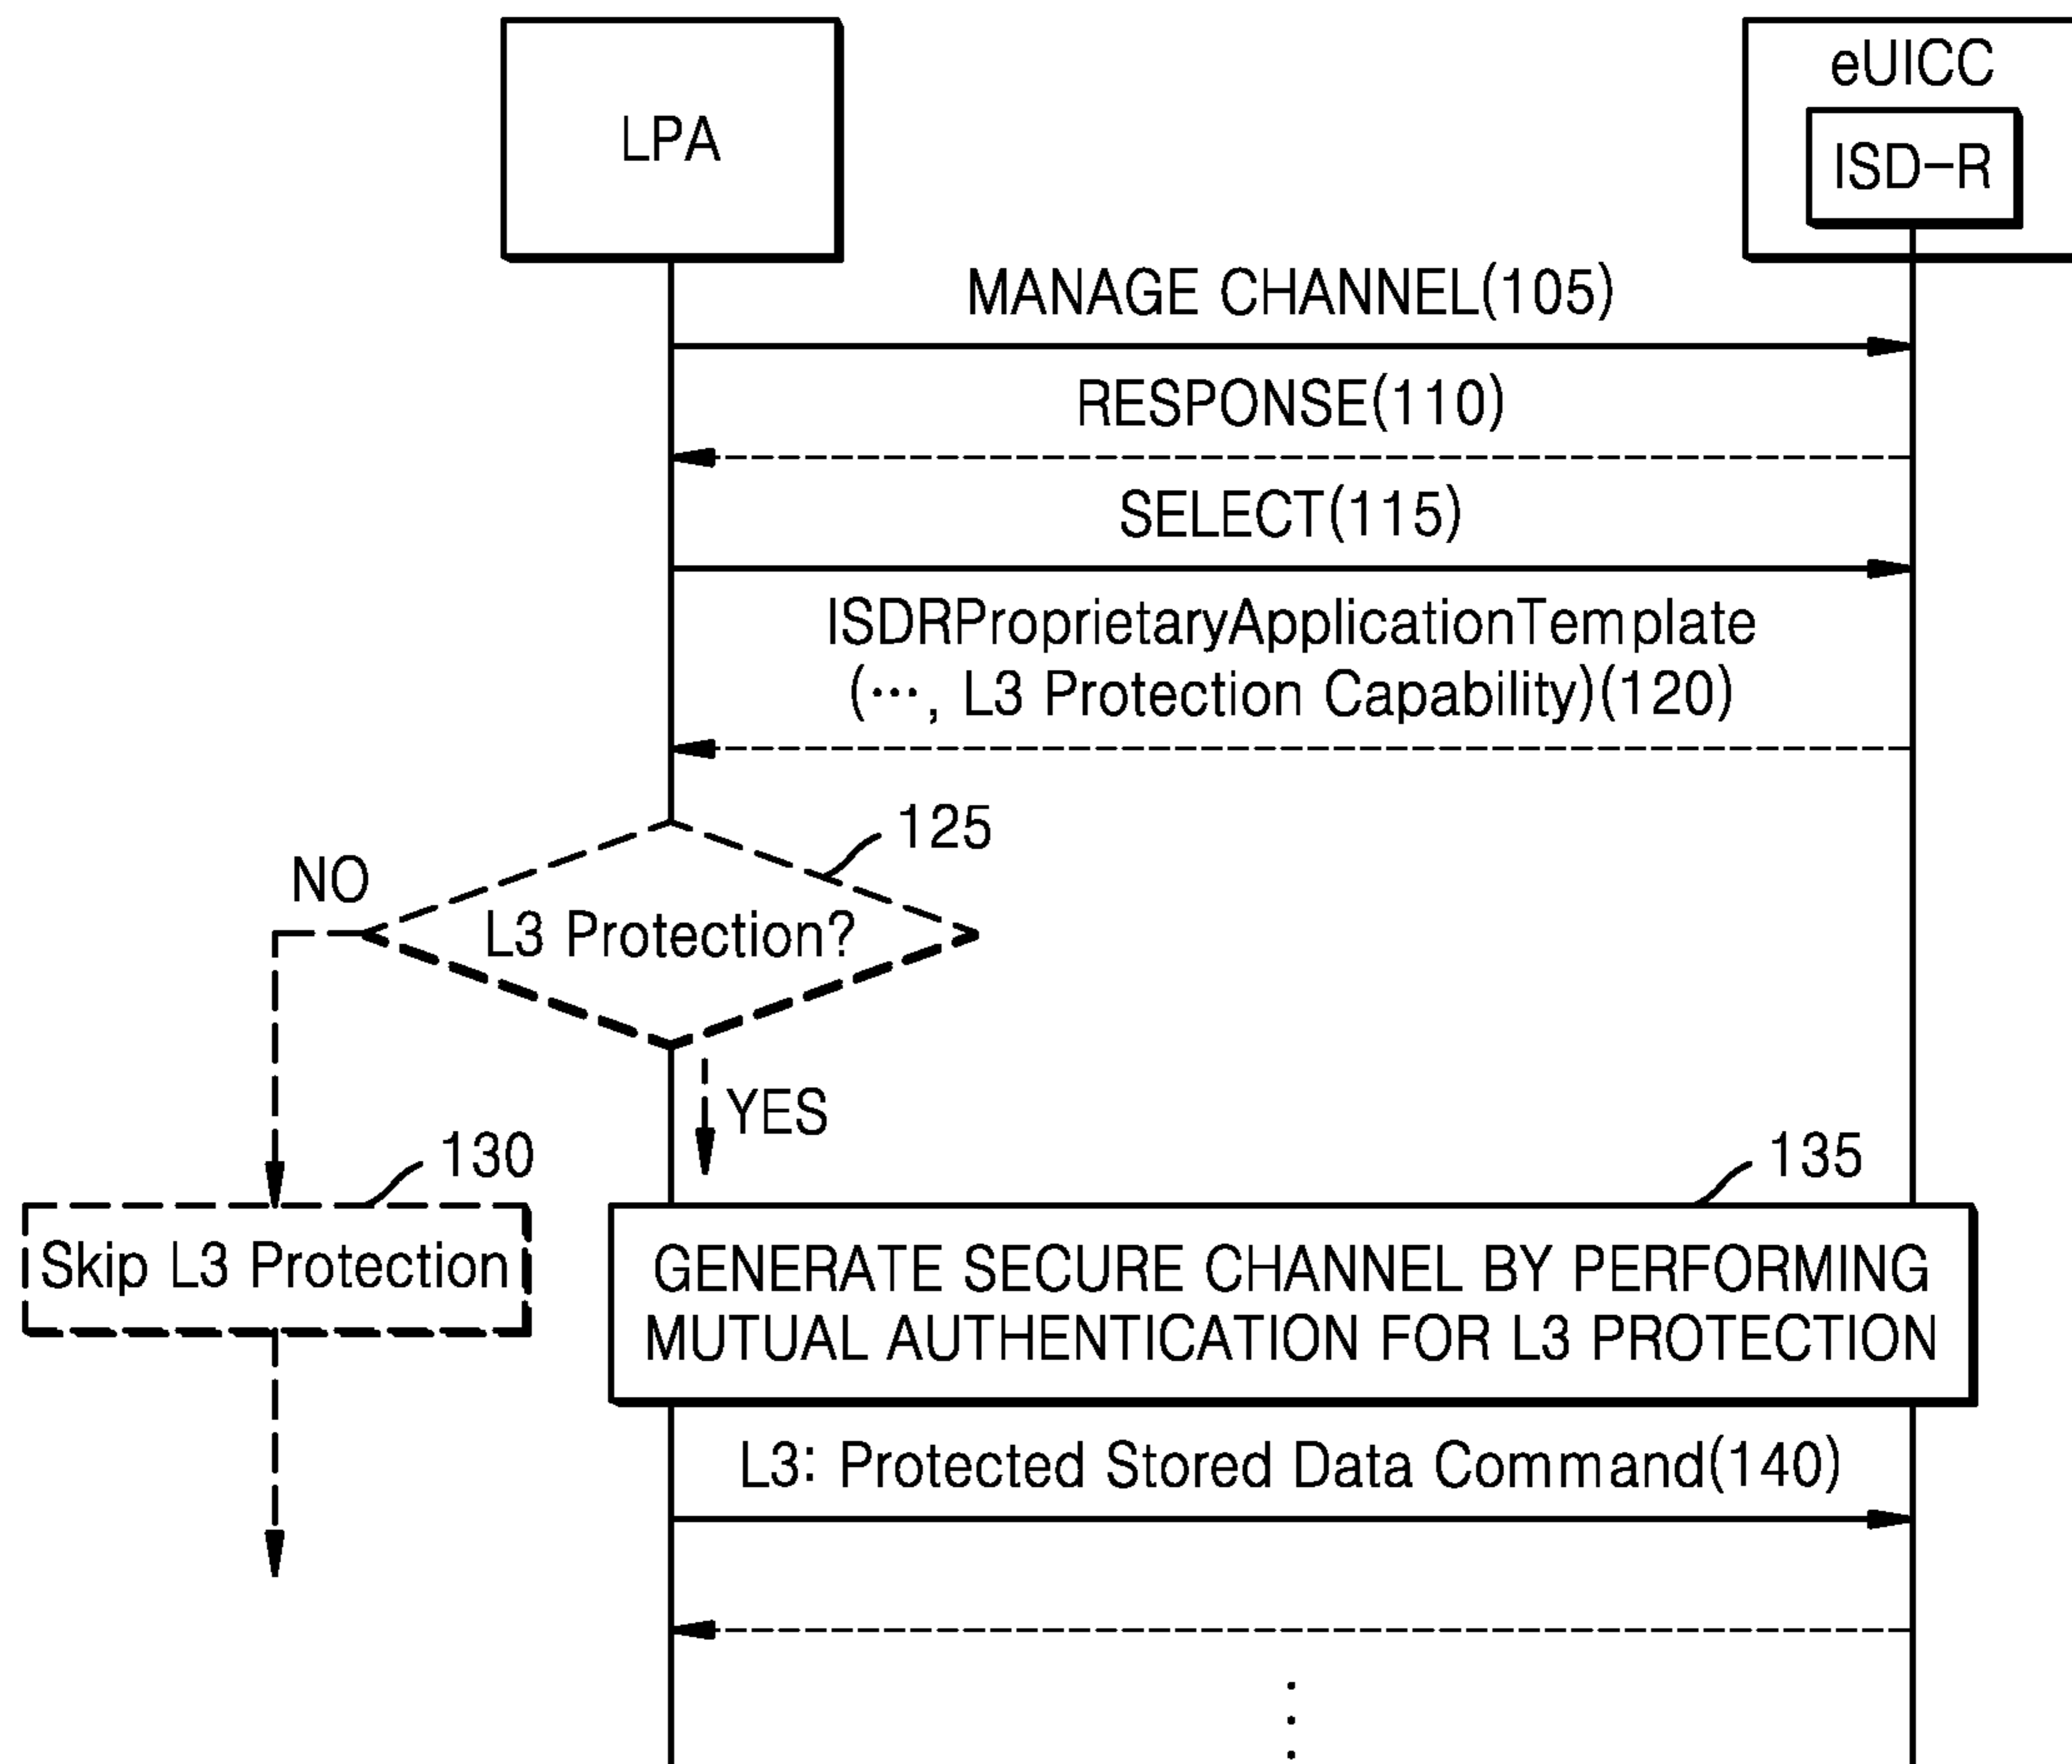 LPA
eUICC
ISD-R
MANAGE CHANNEL(105)
RESPONSE(110)
SELECT(115)
ISDRProprietaryApplicationTemplate
(⋯, L3 Protection Capability)(120)
125
NO
L3 Protection?
YES
130
135
Skip L3 Protection
GENERATE SECURE CHANNEL BY PERFORMING
MUTUAL AUTHENTICATION FOR L3 PROTECTION
L3: Protected Stored Data Command(140)